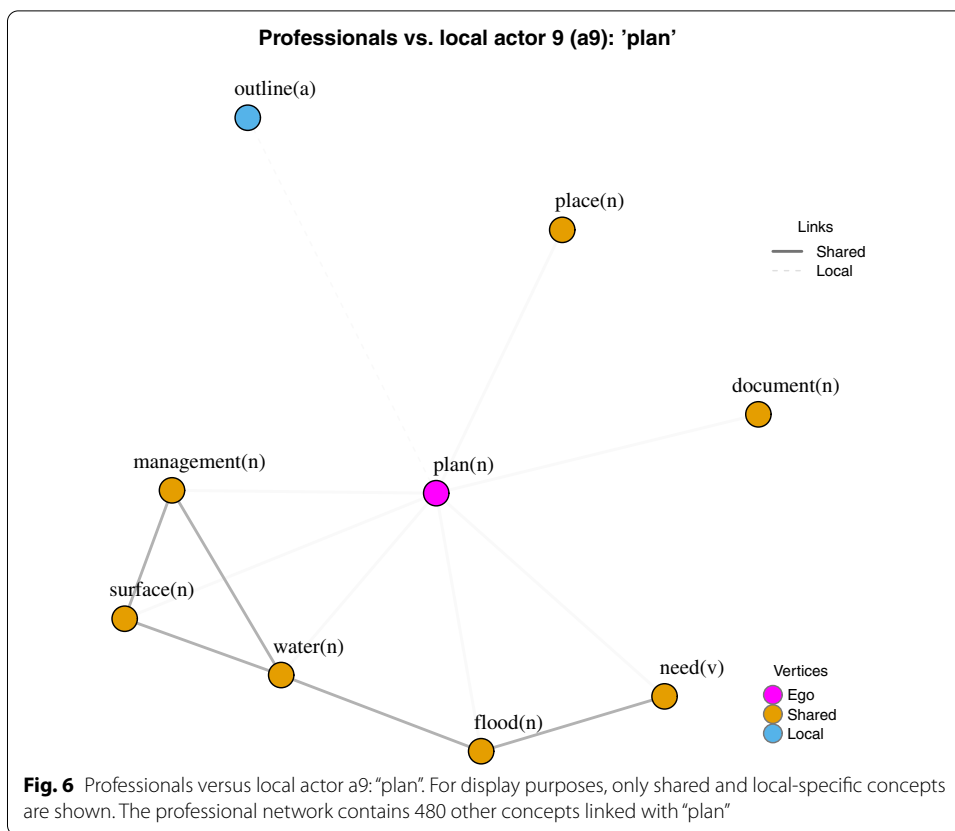 Professionals vs. local actor 9 (a9): 'plan'
outline(a)
place(n)
Links
Shared
Local
document(n)
management(n)
plan(n)
surface(n)
water(n)
need(v)
flood(n)
Vertices
Ego
Shared
Local
Fig. 6 Professionals versus local actor a9: “plan”. For display purposes, only shared and local-specific concepts
are shown. The professional network contains 480 other concepts linked with “plan”